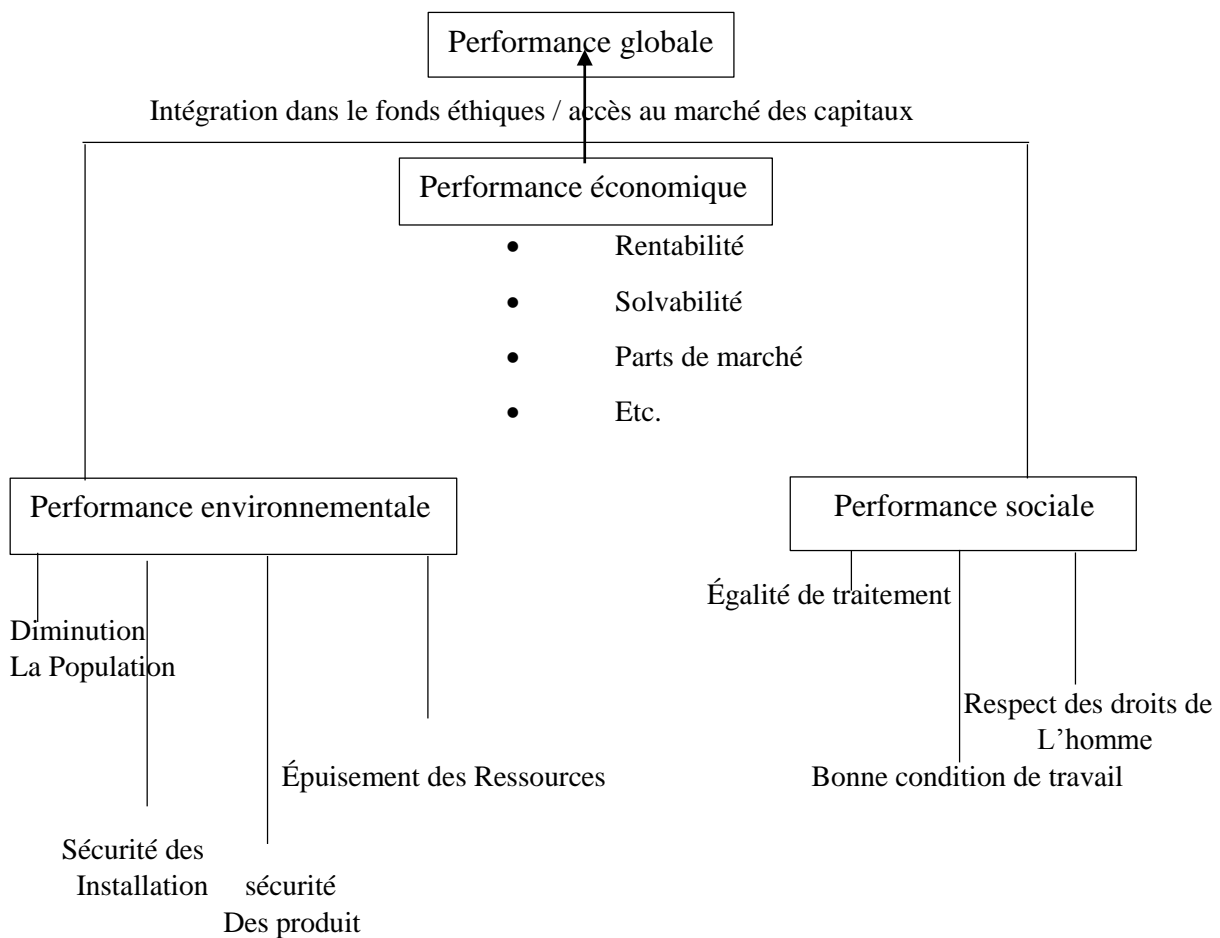 Performance globale
Intégration dans le fonds éthiques / accès au marché des capitaux
Performance économique
• Rentabilité
• Solvabilité
• Parts de marché
• Etc.
Performance environnementale
Performance sociale
Égalité de traitement
Diminution
La Population
Respect des droits de
L’homme
Épuisement des Ressources
Bonne condition de travail
Sécurité des
Installation
sécurité
Des produit